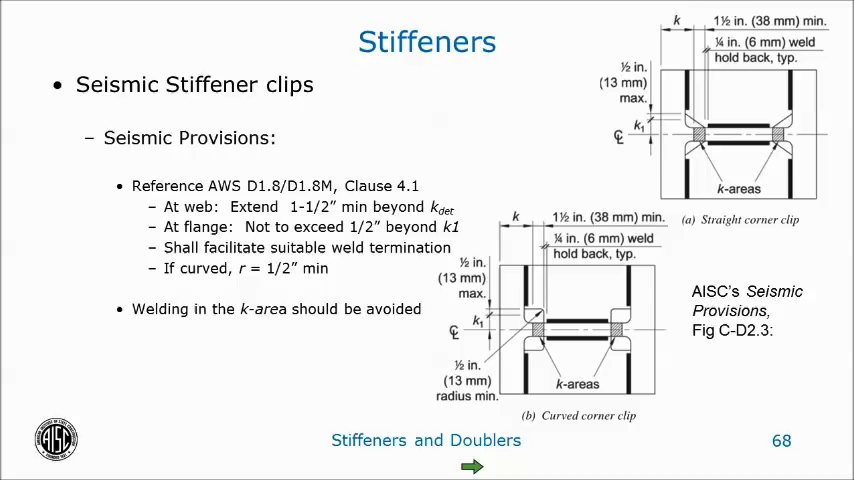 Stiffeners
• Seismic Stiffener clips
– Seismic Provisions:
• Reference AWS D1.8/D1.8M, Clause 4.1
– At web: Extend 1-1/2” min beyond kdet
– At flange: Not to exceed 1/2” beyond k1
– Shall facilitate suitable weld termination
– If curved, r = 1/2” min
• Welding in the k-area should be avoided
k
1½ in. (38 mm) min.
¼ in. (6 mm) weld
hold back, typ.
½ in.
(13 mm)
max.
k1
℄
k-areas
(a) Straight corner clip
k
1½ in. (38 mm) min.
¼ in. (6 mm) weld
hold back, typ.
½ in.
(13 mm)
max.
k1
℄
½ in.
(13 mm)
radius min.
k-areas
(b) Curved corner clip
AISC's Seismic
Provisions,
Fig C-D2.3:
AISC
Stiffeners and Doublers
68